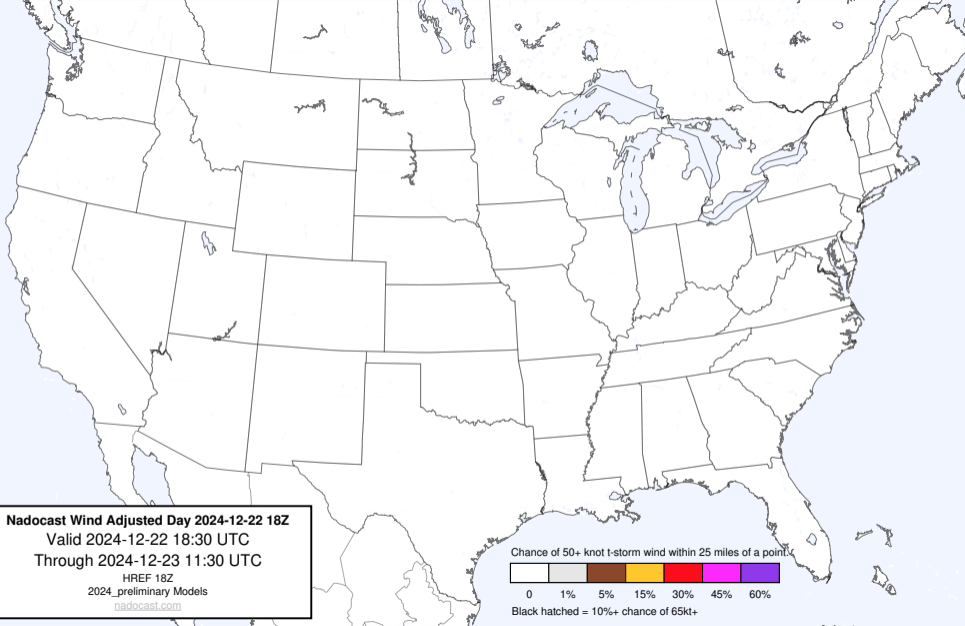 Nadocast Wind Adjusted Day 2024-12-22 18Z
Valid 2024-12-22 18:30 UTC
Through 2024-12-23 11:30 UTC
HREF 18Z
2024_preliminary Models
nadocast.com
Chance of 50+ knot t-storm wind within 25 miles of a point.
0 1% 5% 15% 30% 45% 60%
Black hatched = 10%+ chance of 65kt+